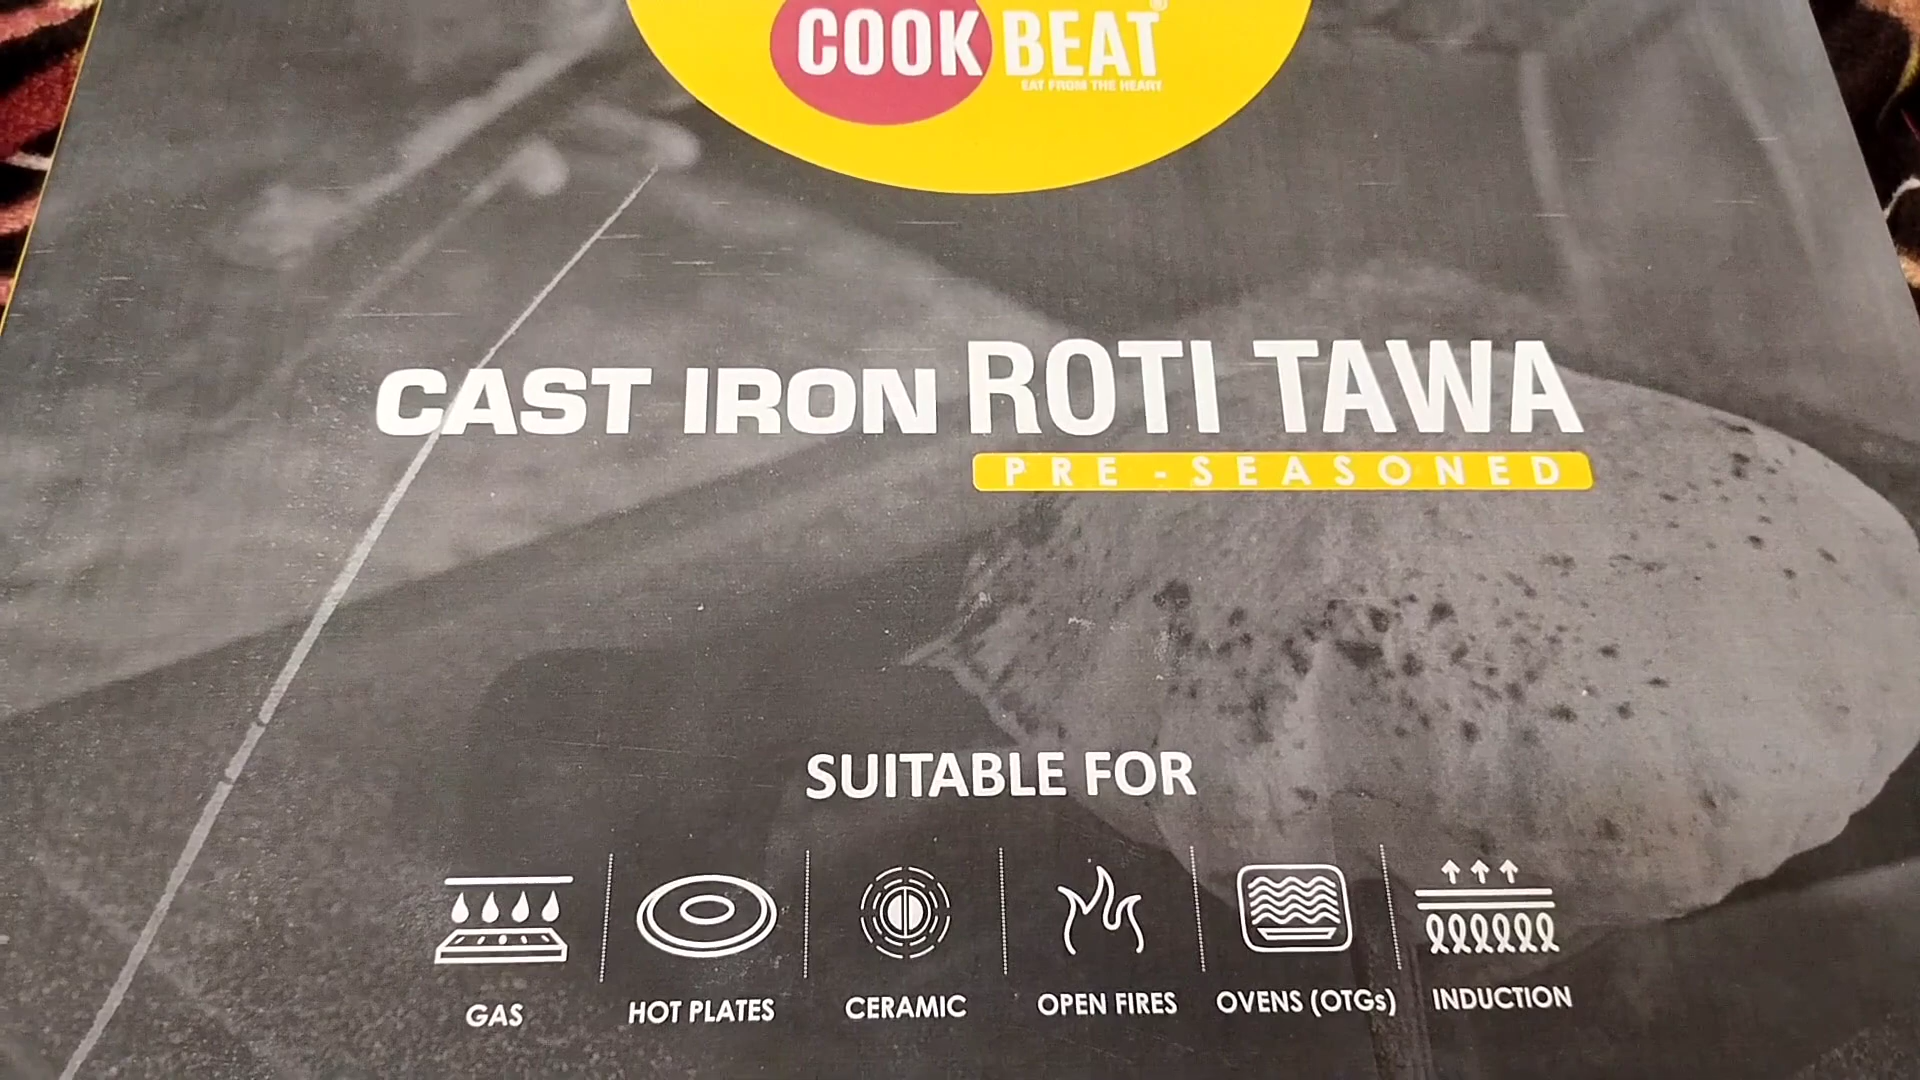 COOK BEAT®
EAT FROM THE HEART
CAST IRON ROTI TAWA
PRE-SEASONED
SUITABLE FOR
GAS
HOT PLATES
CERAMIC
OPEN FIRES
OVENS (OTGs)
INDUCTION